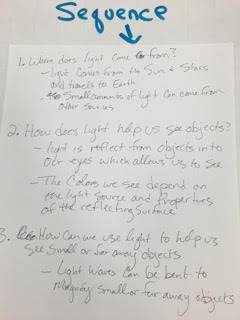 Sequence
1. Where does light come from?
- light comes from the Sun & Stars
and travels to Earth
Small amounts of light can come from
other sources
2. How does light help us see objects?
- light is reflect from objects into
our eyes which allows us to see
- The Colors we see depend on
the light source and Properties
of the reflecting surface
3. How Can we use light to help us
see Small or far away objects
- Light Waves Can be bent to
Magnify Small or far away objects